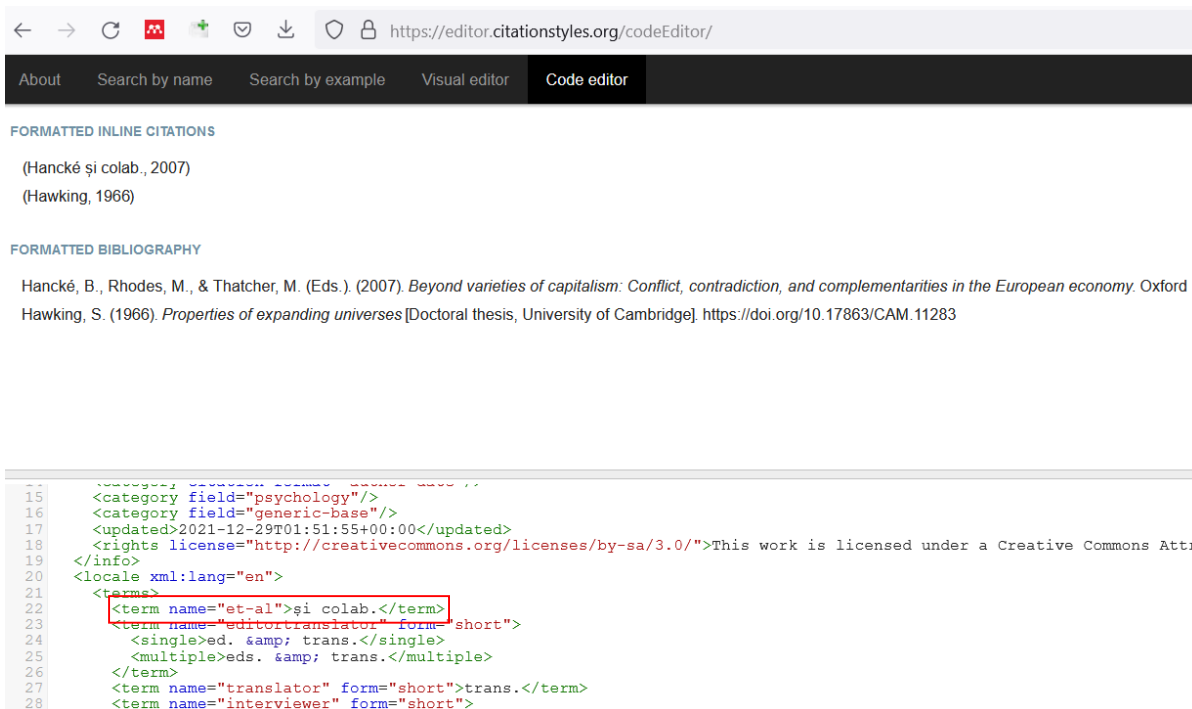 https://editor.citationstyles.org/codeEditor/
About Search by name Search by example Visual editor Code editor
FORMATTED INLINE CITATIONS
(Hancké și colab., 2007)
(Hawking, 1966)
FORMATTED BIBLIOGRAPHY
Hancké, B., Rhodes, M., & Thatcher, M. (Eds.). (2007). Beyond varieties of capitalism: Conflict, contradiction, and complementarities in the European economy. Oxford
Hawking, S. (1966). Properties of expanding universes [Doctoral thesis, University of Cambridge]. https://doi.org/10.17863/CAM.11283
15 <category field="psychology"/>
16 <category field="generic-base"/>
17 <updated>2021-12-29T01:51:55+00:00</updated>
18 <rights license="http://creativecommons.org/licenses/by-sa/3.0/">This work is licensed under a Creative Commons Att
19 </info>
20 <locale xml:lang="en">
21 <terms>
22 <term name="et-al">și colab.</term>
23 <term name="editortranslator" form="short">
24 <single>ed. &amp; trans.</single>
25 <multiple>eds. &amp; trans.</multiple>
26 </term>
27 <term name="translator" form="short">trans.</term>
28 <term name="interviewer" form="short">